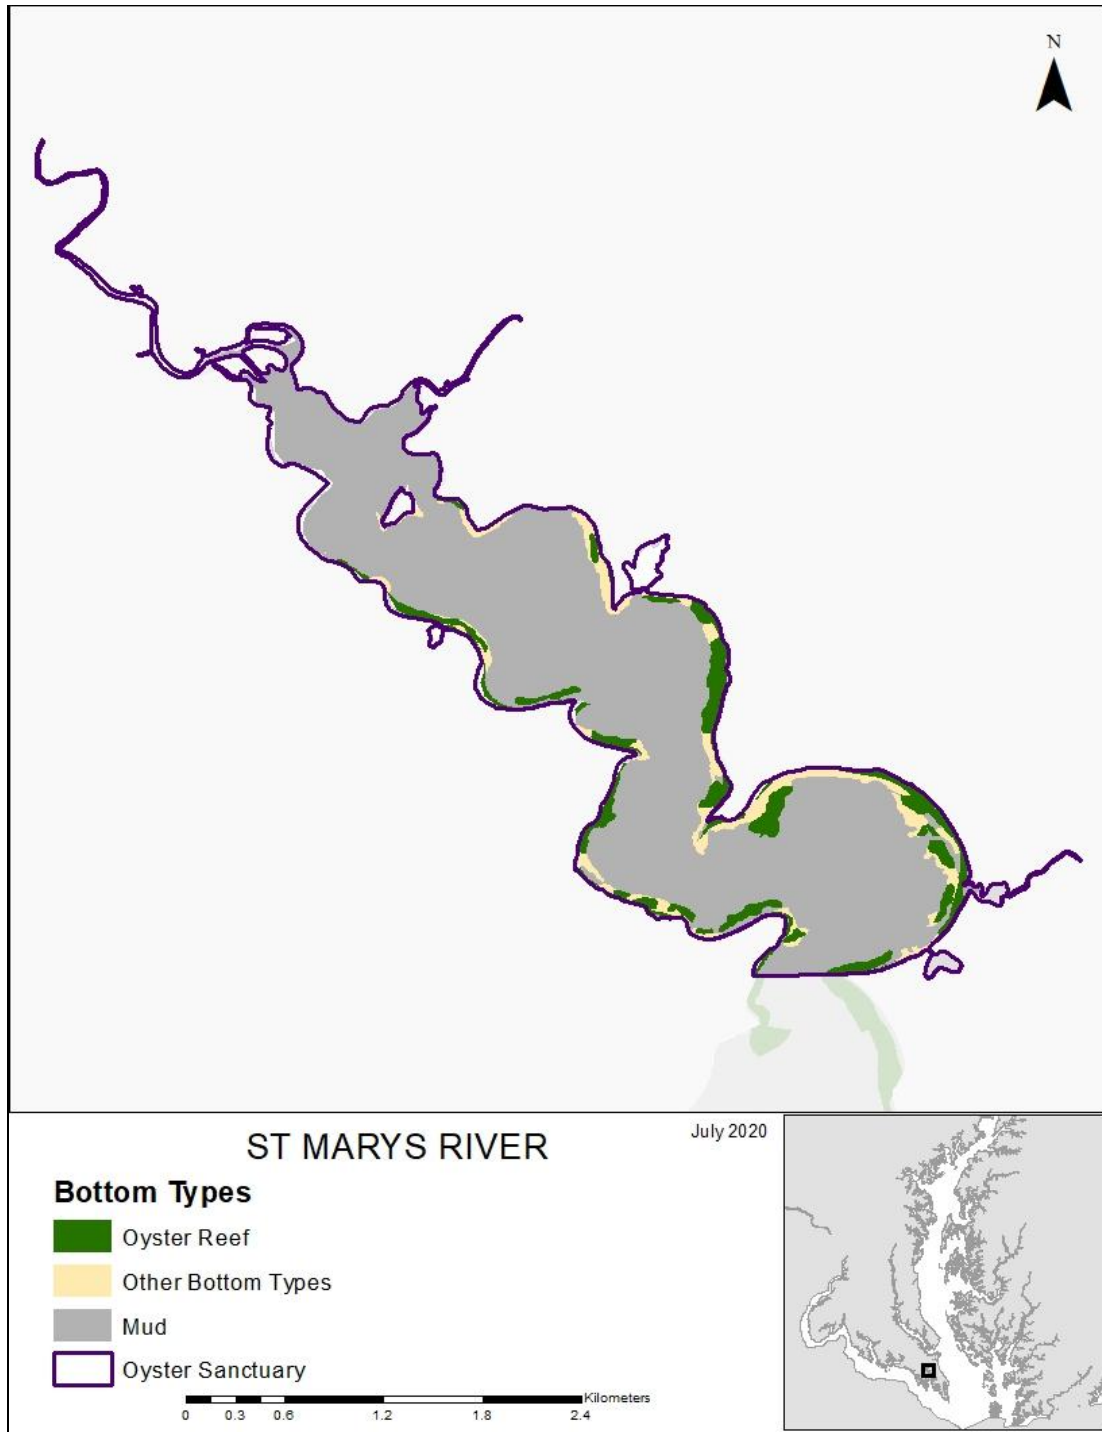 N
ST MARYS RIVER
July 2020
Bottom Types
Oyster Reef
Other Bottom Types
Mud
Oyster Sanctuary
Kilometers
0 0.3 0.6 1.2 1.8 2.4